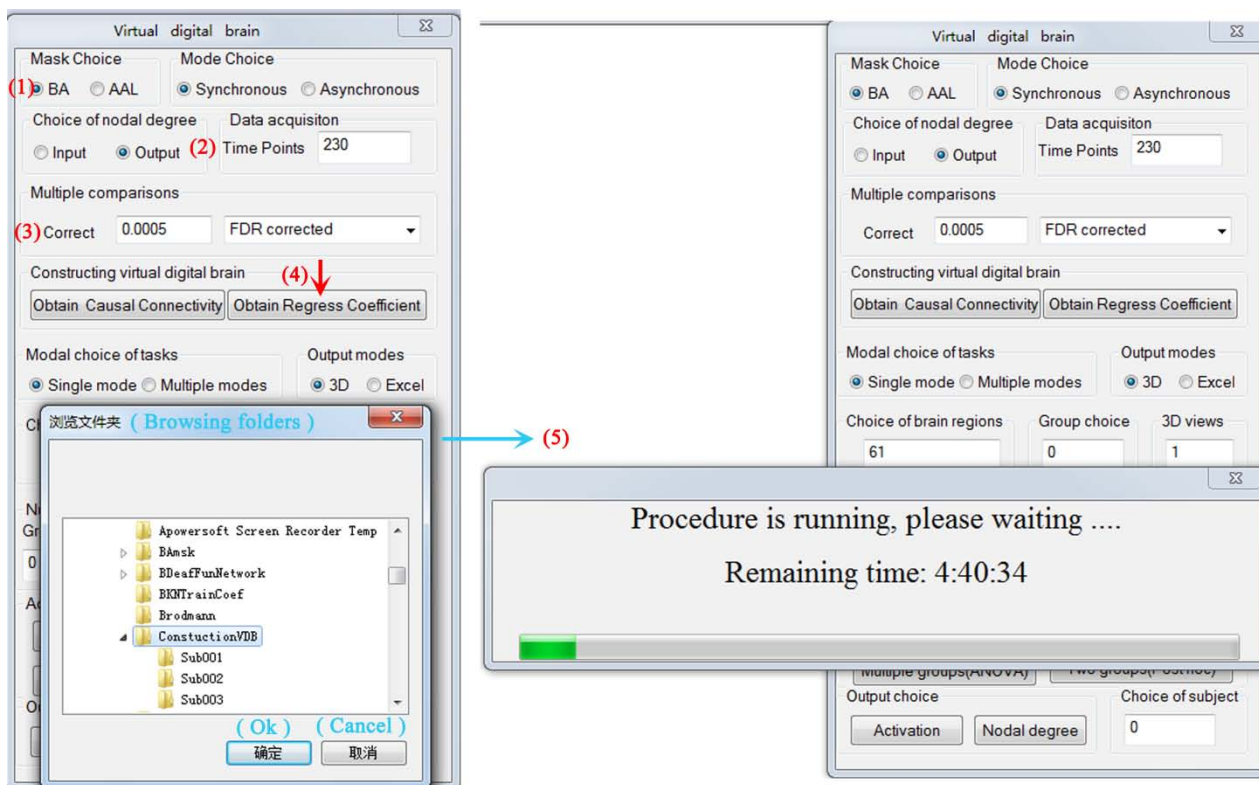 Virtual digital brain
Mask Choice Mode Choice
(1) BA AAL Synchronous Asynchronous
Choice of nodal degree Data acquisiton
Input Output (2) Time Points 230
Multiple comparisons
(3) Correct 0.0005 FDR corrected
Constructing virtual digital brain
(4)
Obtain Causal Connectivity Obtain Regress Coefficient
Modal choice of tasks Output modes
Single mode Multiple modes 3D Excel
浏览文件夹 ( Browsing folders )
Apowersoft Screen Recorder Temp
BAmsk
BDeafFunNetwork
BKNTrainCoef
Brodmann
ConstuctionVDB
Sub001
Sub002
Sub003
( Ok ) ( Cancel )
确定 取消
0
(5)
Virtual digital brain
Mask Choice Mode Choice
BA AAL Synchronous Asynchronous
Choice of nodal degree Data acquisiton
Input Output Time Points 230
Multiple comparisons
Correct 0.0005 FDR corrected
Constructing virtual digital brain
Obtain Causal Connectivity Obtain Regress Coefficient
Modal choice of tasks Output modes
Single mode Multiple modes 3D Excel
Choice of brain regions Group choice 3D views
61 0 1
Procedure is running, please waiting ....
Remaining time: 4:40:34
Multiple groups(ANOVA) Two groups(Post hoc)
Output choice Choice of subject
Activation Nodal degree 0